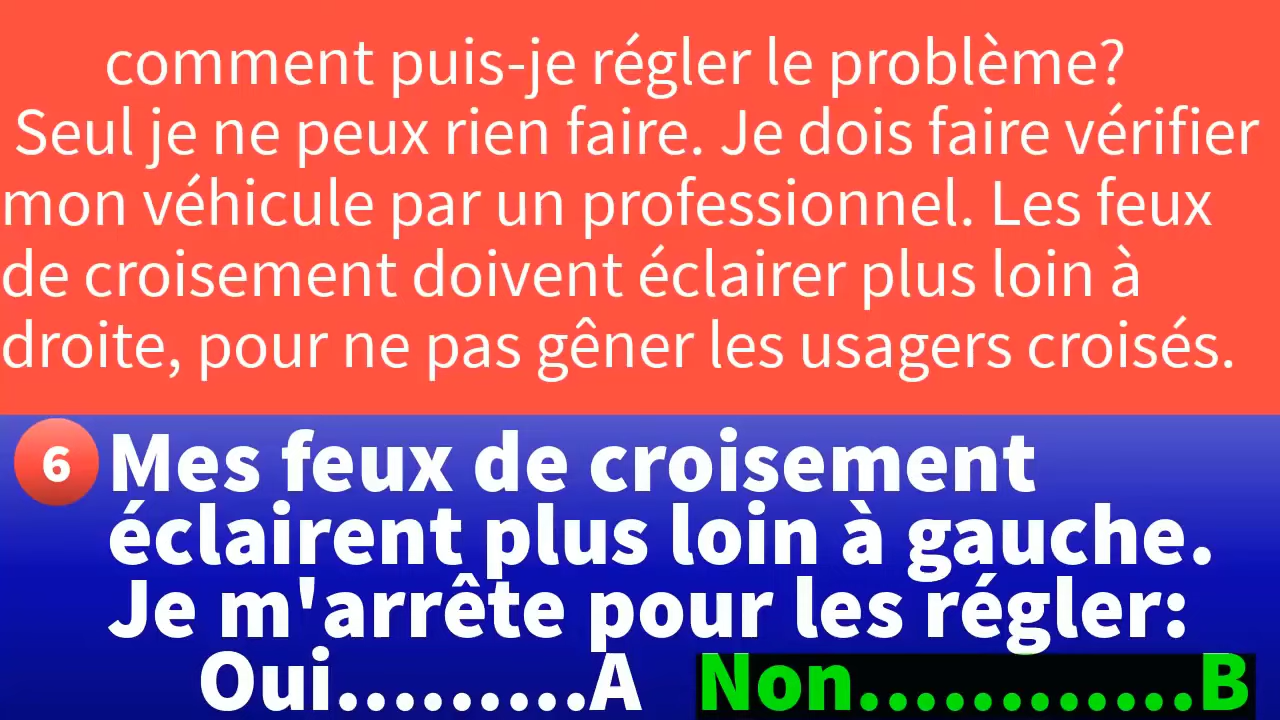 comment puis-je régler le problème?
Seul je ne peux rien faire. Je dois faire vérifier
mon véhicule par un professionnel. Les feux
de croisement doivent éclairer plus loin à
droite, pour ne pas gêner les usagers croisés.
6 Mes feux de croisement
éclairent plus loin à gauche.
Je m'arrête pour les régler:
Oui.........A Non............B